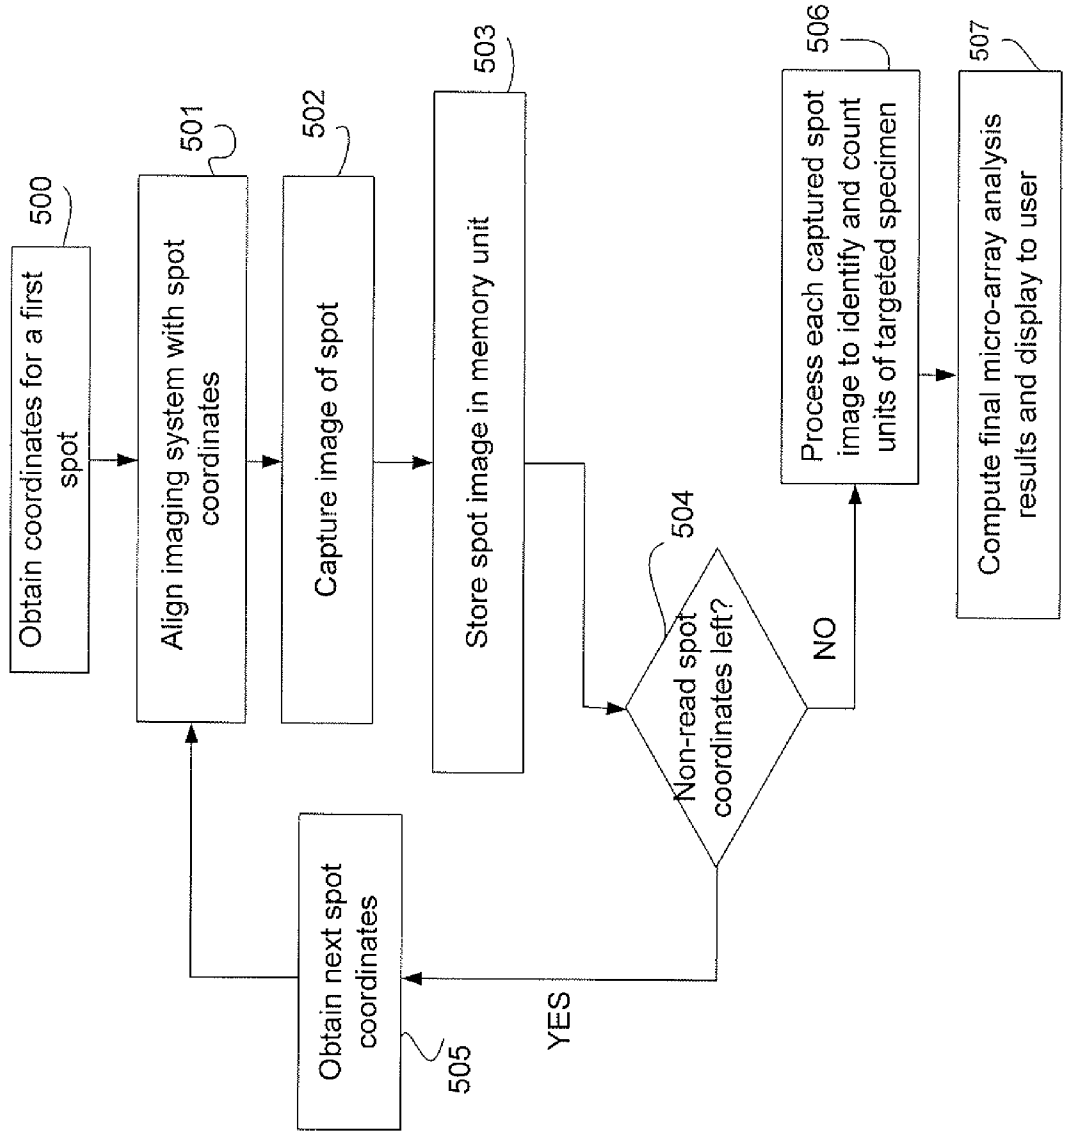 500
Obtain coordinates for a first
spot
501
Align imaging system with spot
coordinates
502
Capture image of spot
503
Store spot image in memory unit
504
Non-read spot
coordinates left?
YES
505
Obtain next spot
coordinates
NO
506
Process each captured spot
image to identify and count
units of targeted specimen
507
Compute final micro-array analysis
results and display to user